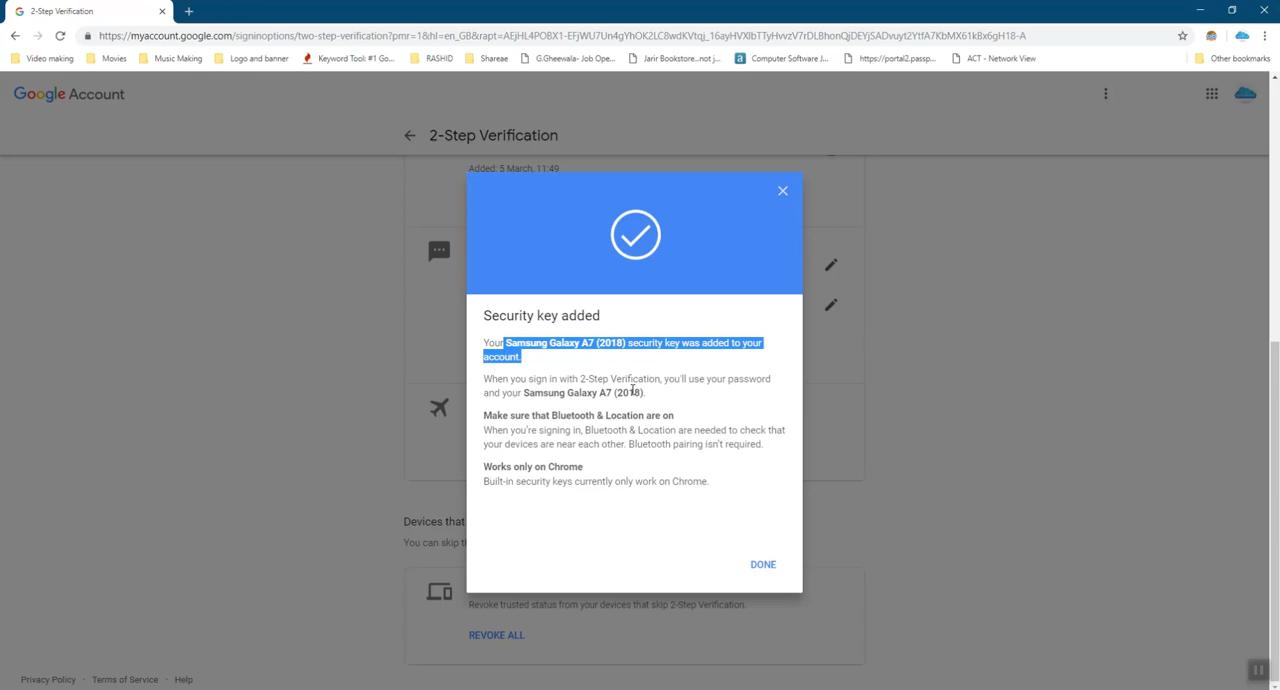 2-Step Verification
https://myaccount.google.com/signinoptions/two-step-verification?pmr=1&hl=en_GB&rapt=AEjHL4POBX1-EFjWU7Un4gYhOK2LC8wdKVtqj_16ayHVXlbTTyHvvzV7rDLBhonQjDEYjSADvuyt2YtfA7KbMX61kBx6gH18-A
Video making Movies Music Making Logo and banner Keyword Tool: #1 Go... RASHID Shareae G.Gheewala- Job Ope... Jarir Bookstore...not j... Computer Software J... https://portal2.passp... ACT - Network View Other bookmarks
Google Account
2-Step Verification
Added: 5 March, 11:49
Security key added
Your Samsung Galaxy A7 (2018) security key was added to your
account.
When you sign in with 2-Step Verification, you'll use your password
and your Samsung Galaxy A7 (2018).
Make sure that Bluetooth & Location are on
When you're signing in, Bluetooth & Location are needed to check that
your devices are near each other. Bluetooth pairing isn't required.
Works only on Chrome
Built-in security keys currently only work on Chrome.
Devices that
You can skip
DONE
Revoke trusted status from your devices that skip 2-Step Verification.
REVOKE ALL
Privacy Policy · Terms of Service · Help